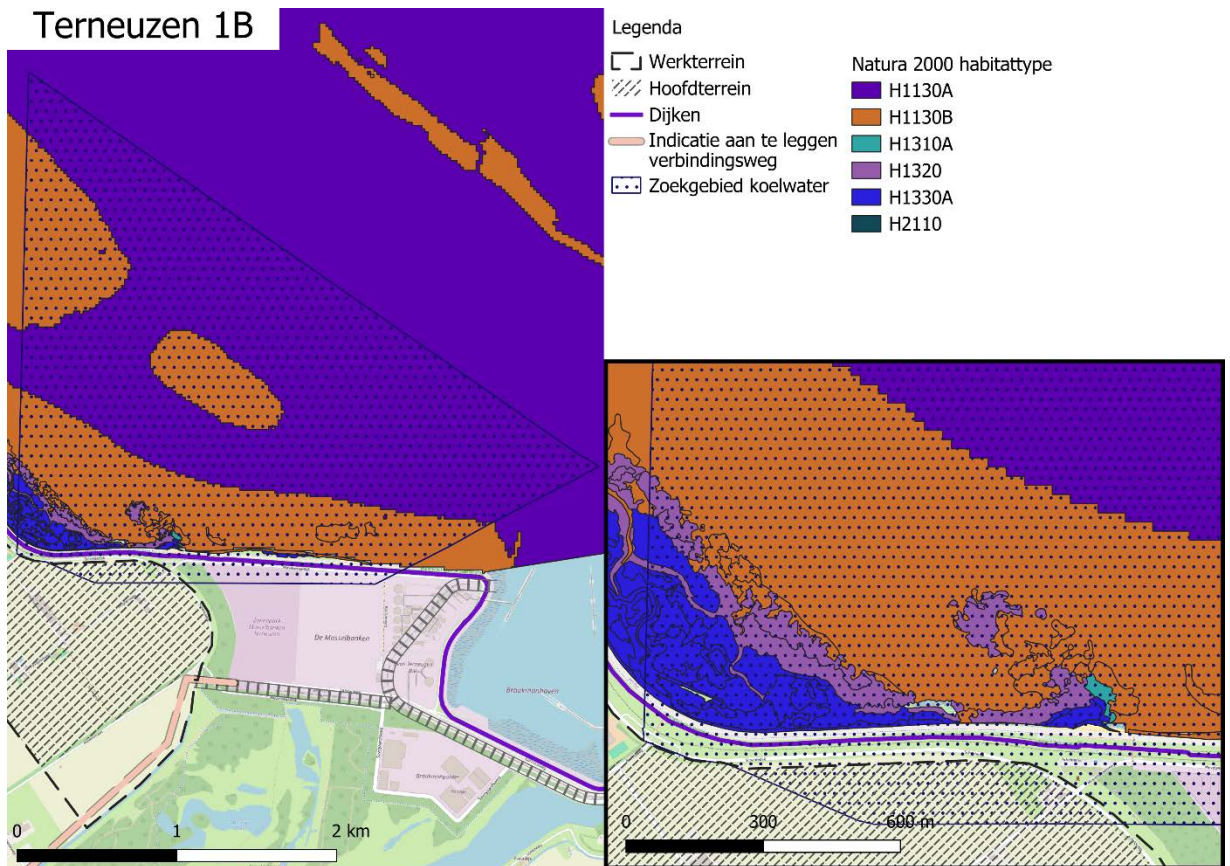 Terneuzen 1B
Legenda
Werkterrein
Hoofdterrein
Dijken
Indicatie aan te leggen
verbindingsweg
Zoekgebied koelwater
Natura 2000 habitattype
H1130A
H1130B
H1310A
H1320
H1330A
H2110
De Mosselbanken
Braakmanhaven
0
1
2 km
0
300
600 m